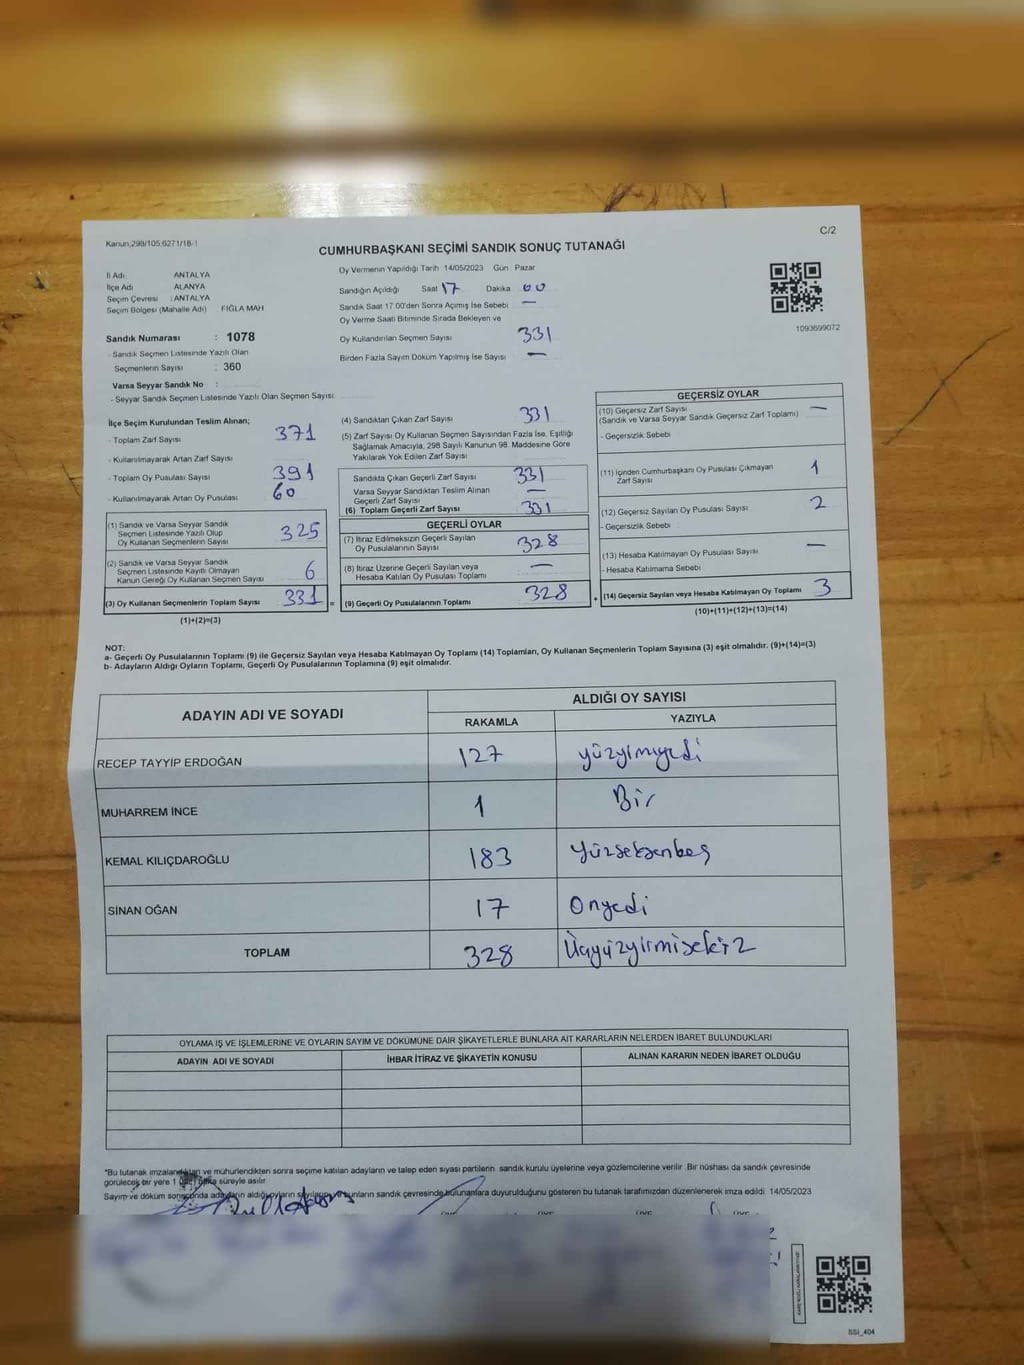 Kanun:298/105,6271/18-1
C/2
CUMHURBAŞKANI SEÇİMİ SANDIK SONUÇ TUTANAĞI
İl Adı : ANTALYA
İlçe Adı : ALANYA
Seçim Çevresi : ANTALYA
Seçim Bölgesi (Mahalle Adı) FIĞLA MAH
Sandık Numarası : 1078
- Sandık Seçmen Listesinde Yazılı Olan
Seçmenlerin Sayısı : 360
Varsa Seyyar Sandık No :
- Seyyar Sandık Seçmen Listesinde Yazılı Olan Seçmen Sayısı
Oy Vermenin Yapıldığı Tarih 14/05/2023 Gün Pazar
Sandığın Açıldığı Saat 17 Dakika 00
Sandık Saat 17.00'den Sonra Açımış İse Sebebi —
Oy Verme Saati Bitiminde Sırada Bekleyen ve
Oy Kullandırılan Seçmen Sayısı 331
Birden Fazla Sayım Döküm Yapılmış İse Sayısı —
1093699072
İlçe Seçim Kurulundan Teslim Alınan;
- Toplam Zarf Sayısı 371
- Kullanılmayarak Artan Zarf Sayısı
- Toplam Oy Pusulası Sayısı 391
- Kullanılmayarak Artan Oy Pusulası 60
(1) Sandık ve Varsa Seyyar Sandık
Seçmen Listesinde Yazılı Olup
Oy Kullanan Seçmenlerin Sayısı 325
(2) Sandık ve Varsa Seyyar Sandık
Seçmen Listesinde Kayıtlı Olmayan
Kanun Gereği Oy Kullanan Seçmen Sayısı 6
(3) Oy Kullanan Seçmenlerin Toplam Sayısı 331 =
(1)+(2)=(3)
(4) Sandıktan Çıkan Zarf Sayısı 331
(5) Zarf Sayısı Oy Kullanan Seçmen Sayısından Fazla İse, Eşitliği
Sağlamak Amacıyla, 298 Sayılı Kanunun 98. Maddesine Göre
Yakılarak Yok Edilen Zarf Sayısı
Sandıkta Çıkan Geçerli Zarf Sayısı 331
Varsa Seyyar Sandıktan Teslim Alınan
Geçerli Zarf Sayısı —
(6) Toplam Geçerli Zarf Sayısı 331
GEÇERLİ OYLAR
(7) İtiraz Edilmeksizin Geçerli Sayılan
Oy Pusulalarının Sayısı 328
(8) İtiraz Üzerine Geçerli Sayılan veya
Hesaba Katılan Oy Pusulası Toplamı —
(9) Geçerli Oy Pusulalarının Toplamı 328 +
GEÇERSİZ OYLAR
(10) Geçersiz Zarf Sayısı —
(Sandık ve Varsa Seyyar Sandık Geçersiz Zarf Toplamı)
- Geçersizlik Sebebi
(11) İçinden Cumhurbaşkanı Oy Pusulası Çıkmayan
Zarf Sayısı 1
(12) Geçersiz Sayılan Oy Pusulası Sayısı 2
- Geçersizlik Sebebi
(13) Hesaba Katılmayan Oy Pusulası Sayısı —
- Hesaba Katılmama Sebebi
(14) Geçersiz Sayılan veya Hesaba Katılmayan Oy Toplamı 3
(10)+(11)+(12)+(13)=(14)
NOT:
a- Geçerli Oy Pusulalarının Toplamı (9) ile Geçersiz Sayılan veya Hesaba Katılmayan Oy Toplamı (14) Toplamları, Oy Kullanan Seçmenlerin Toplam Sayısına (3) eşit olmalıdır. (9)+(14)=(3)
b- Adayların Aldığı Oyların Toplamı, Geçerli Oy Pusulalarının Toplamına (9) eşit olmalıdır.
ADAYIN ADI VE SOYADI
ALDIĞI OY SAYISI
RAKAMLA YAZIYLA
RECEP TAYYİP ERDOĞAN 127 yüzyirmiyedi
MUHARREM İNCE 1 Bir
KEMAL KILIÇDAROĞLU 183 Yüzseksenbeş
SİNAN OĞAN 17 Onyedi
TOPLAM 328 Üçyüzyirmisekiz
OYLAMA İŞ VE İŞLEMLERİNE VE OYLARIN SAYIM VE DÖKÜMÜNE DAİR ŞİKAYETLERLE BUNLARA AİT KARARLARIN NELERDEN İBARET BULUNDUKLARI
ADAYIN ADI VE SOYADI İHBAR İTİRAZ VE ŞİKAYETİN KONUSU ALINAN KARARIN NEDEN İBARET OLDUĞU
*Bu tutanak imzalandıktan ve mühürlendikten sonra seçime katılan adayların ve talep eden siyasi partilerin sandık kurulu üyelerine veya gözlemcilerine verilir. Bir nüshası da sandık çevresinde
görülecek bir yere 1 hafta süreyle asılır.
Sayım ve döküm sonucunda adayların aldığı oyların sayılarını ve bunların sandık çevresinde bulunanlara duyurulduğunu gösteren bu tutanak tarafımızdan düzenlenerek imza edildi. 14/05/2023
SSİ_404